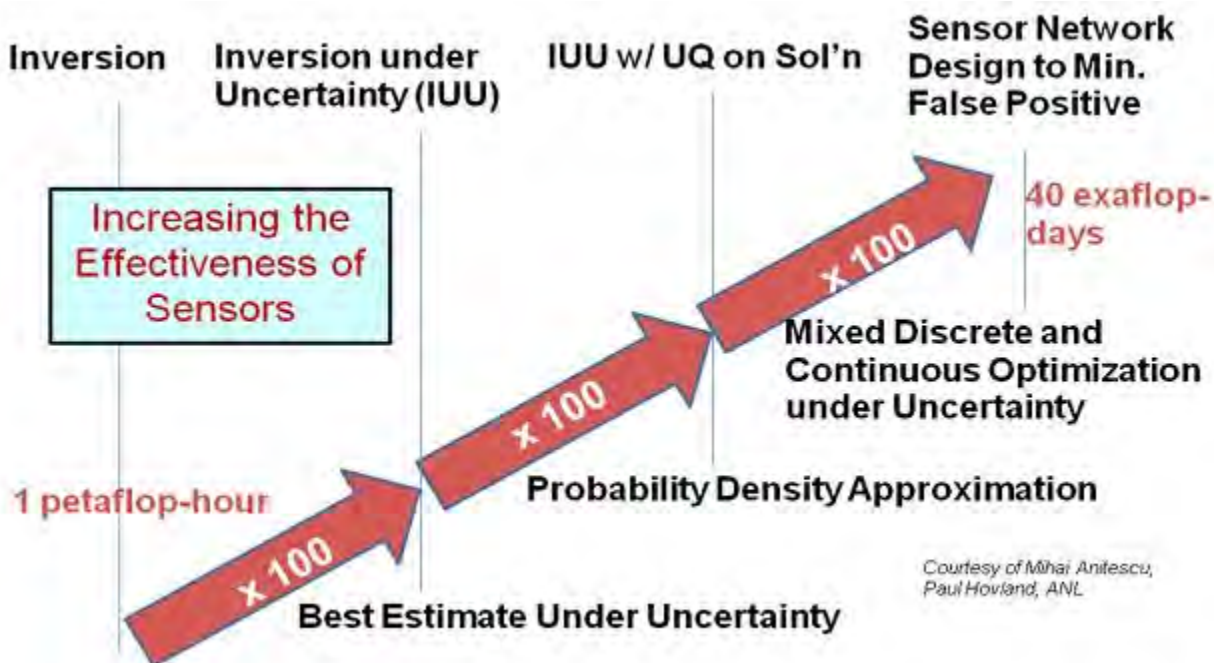 Inversion
Inversion under
Uncertainty (IUU)
IUU w/ UQ on Sol'n
Sensor Network
Design to Min.
False Positive
Increasing the
Effectiveness of
Sensors
40 exaflop-
days
x 100
Mixed Discrete and
Continuous Optimization
under Uncertainty
x 100
1 petaflop-hour
Probability Density Approximation
x 100
Best Estimate Under Uncertainty
Courtesy of Mihai Anitescu,
Paul Hovland, ANL